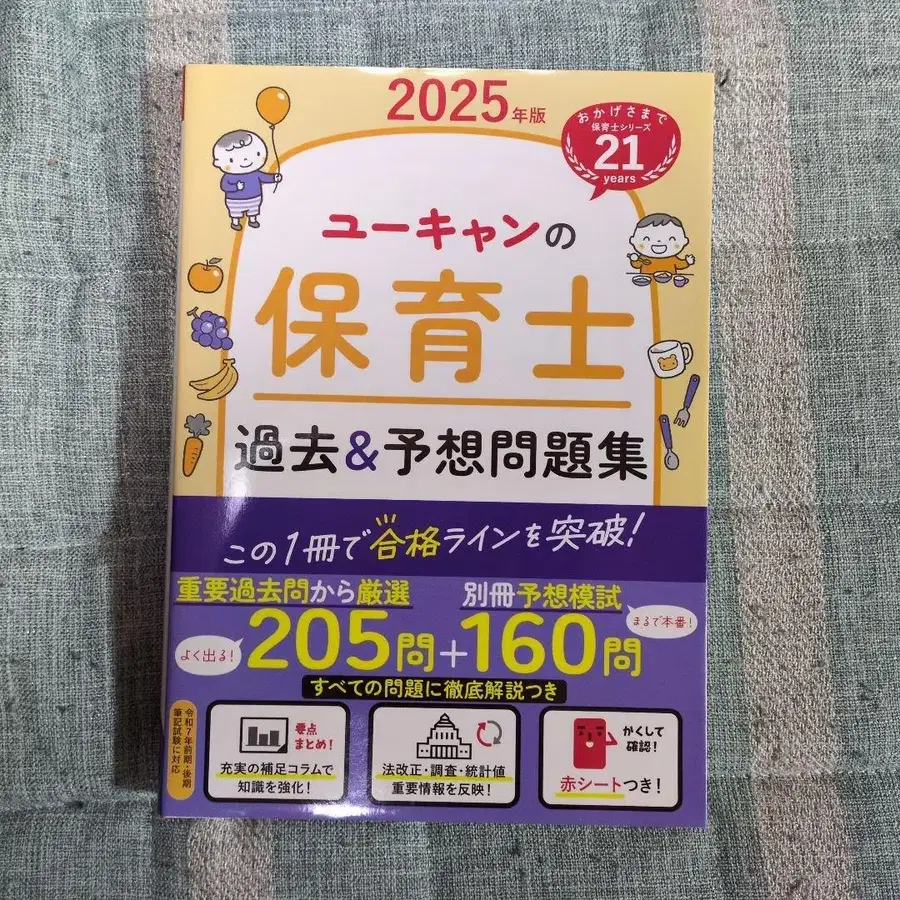 2025年版
おかげさまで
保育士シリーズ
21
years
ユーキャンの
保育士
過去&予想問題集
この1冊で合格ラインを突破!
重要過去問から厳選
別冊予想模試
よく出る!
205問+160問
まるで本番!
すべての問題に徹底解説つき
令和7年前期・後期
筆記試験に対応
要点
まとめ!
充実の補足コラムで
知識を強化!
法改正・調査・統計値
重要情報を反映!
かくして
確認!
赤シートつき!